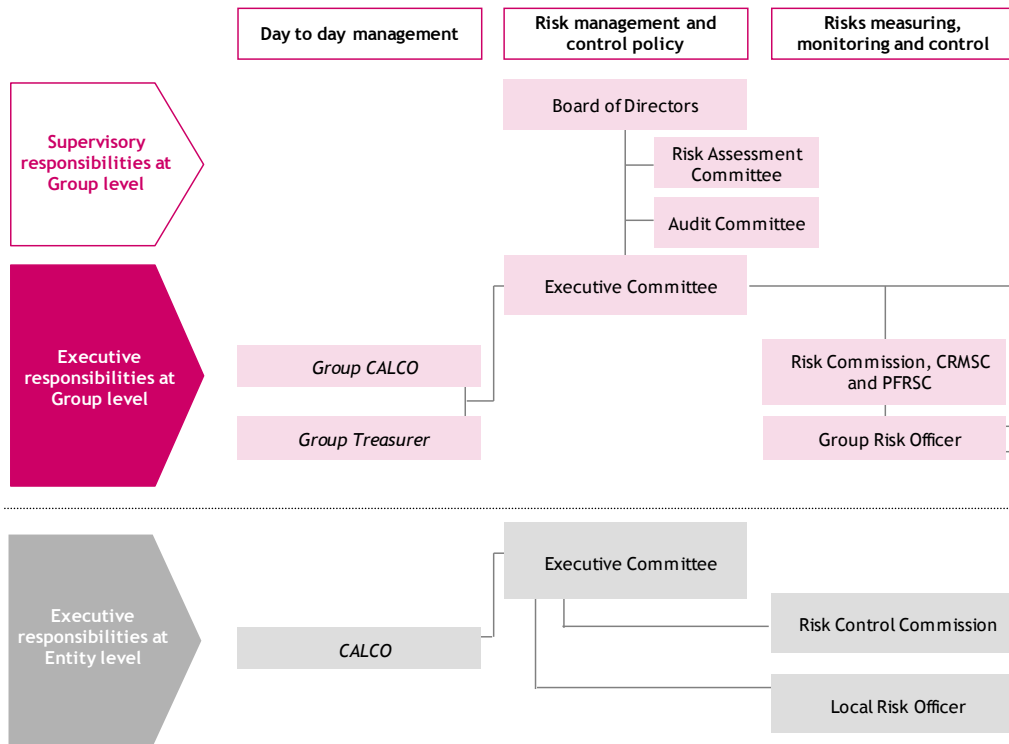 Day to day management
Risk management and
control policy
Risks measuring,
monitoring and control
Supervisory
responsibilities at
Group level
Board of Directors
Risk Assessment
Committee
Audit Committee
Executive
responsibilities at
Group level
Executive Committee
Group CALCO
Group Treasurer
Risk Commission, CRMSC
and PFRSC
Group Risk Officer
Executive
responsibilities at
Entity level
Executive Committee
CALCO
Risk Control Commission
Local Risk Officer